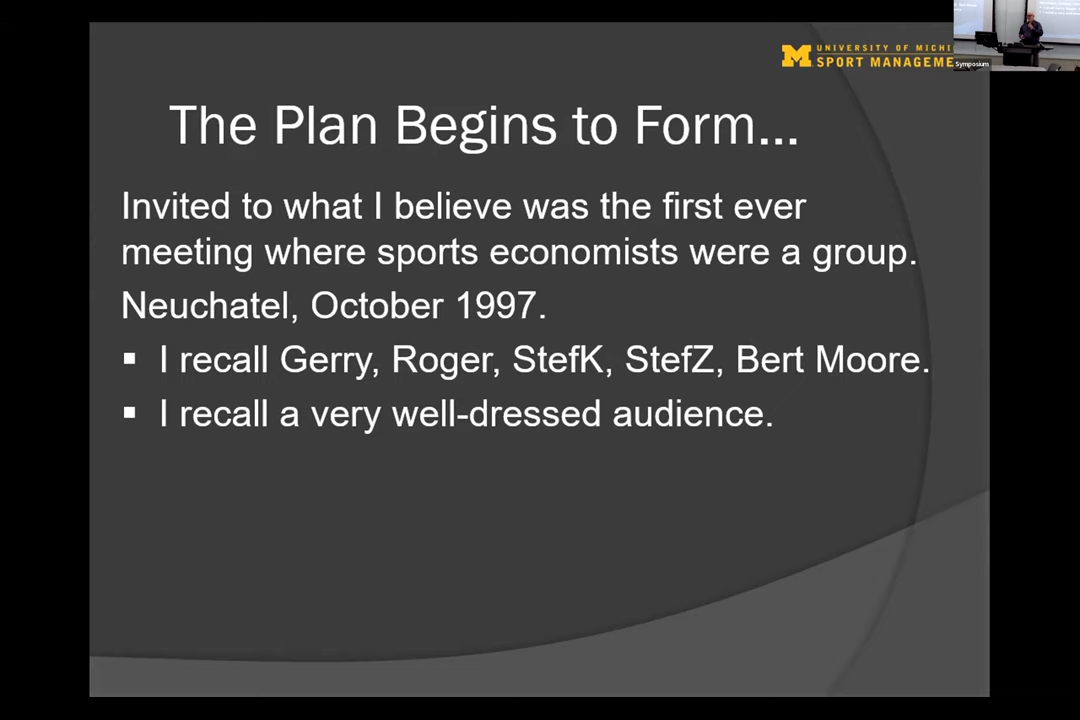 UNIVERSITY OF MICHI
SPORT MANAGEME
Symposium
The Plan Begins to Form...
Invited to what I believe was the first ever
meeting where sports economists were a group.
Neuchatel, October 1997.
▪ I recall Gerry, Roger, StefK, StefZ, Bert Moore.
▪ I recall a very well-dressed audience.